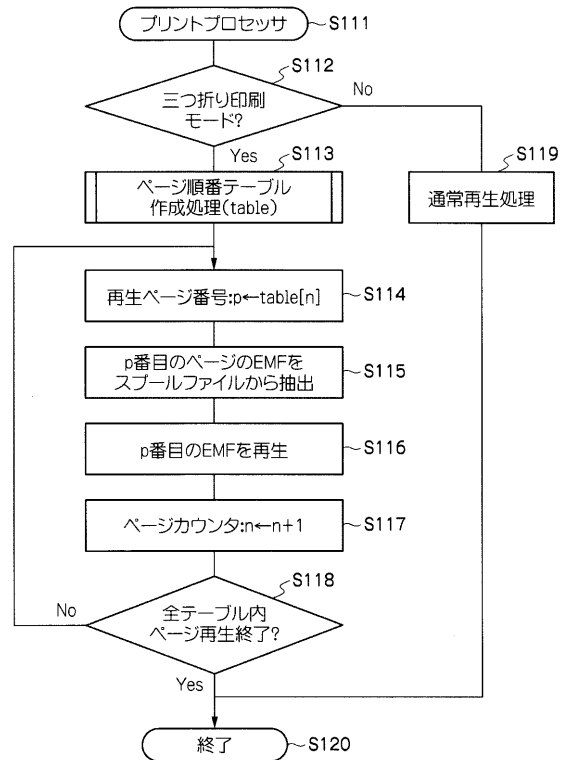 プリントプロセッサ
S111
S112
三つ折り印刷
モード?
No
Yes
S113
ページ順番テーブル
作成処理(table)
S119
通常再生処理
再生ページ番号:p←table[n]
S114
p番目のページのEMFを
スプールファイルから抽出
S115
p番目のEMFを再生
S116
ページカウンタ:n←n+1
S117
S118
全テーブル内
ページ再生終了?
No
Yes
終了
S120